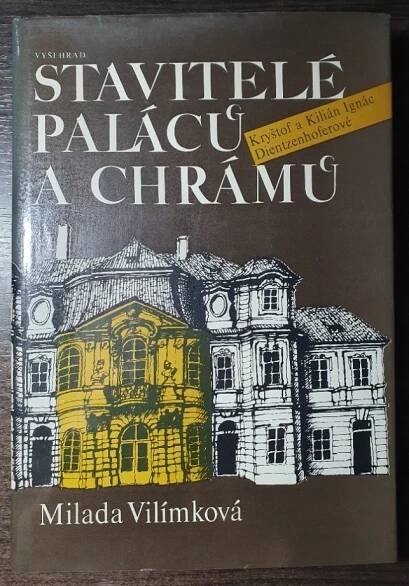 VYŠEHRAD
STAVITELÉ
PALÁCŮ
A CHRÁMŮ
Kryštof a Kilián Ignác
Dientzenhoferové
Milada Vilímková